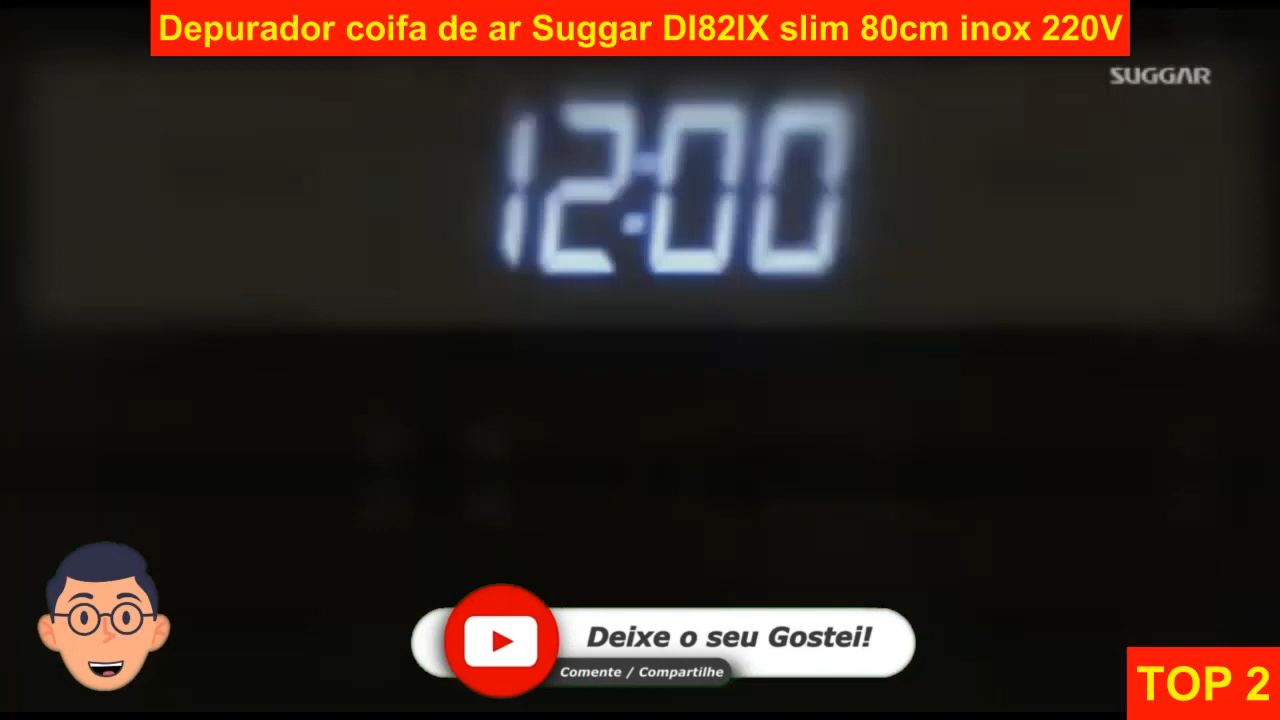 Depurador coifa de ar Suggar DI82IX slim 80cm inox 220V
SUGGAR
12:00
Deixe o seu Gostei!
Comente / Compartilhe
TOP 2